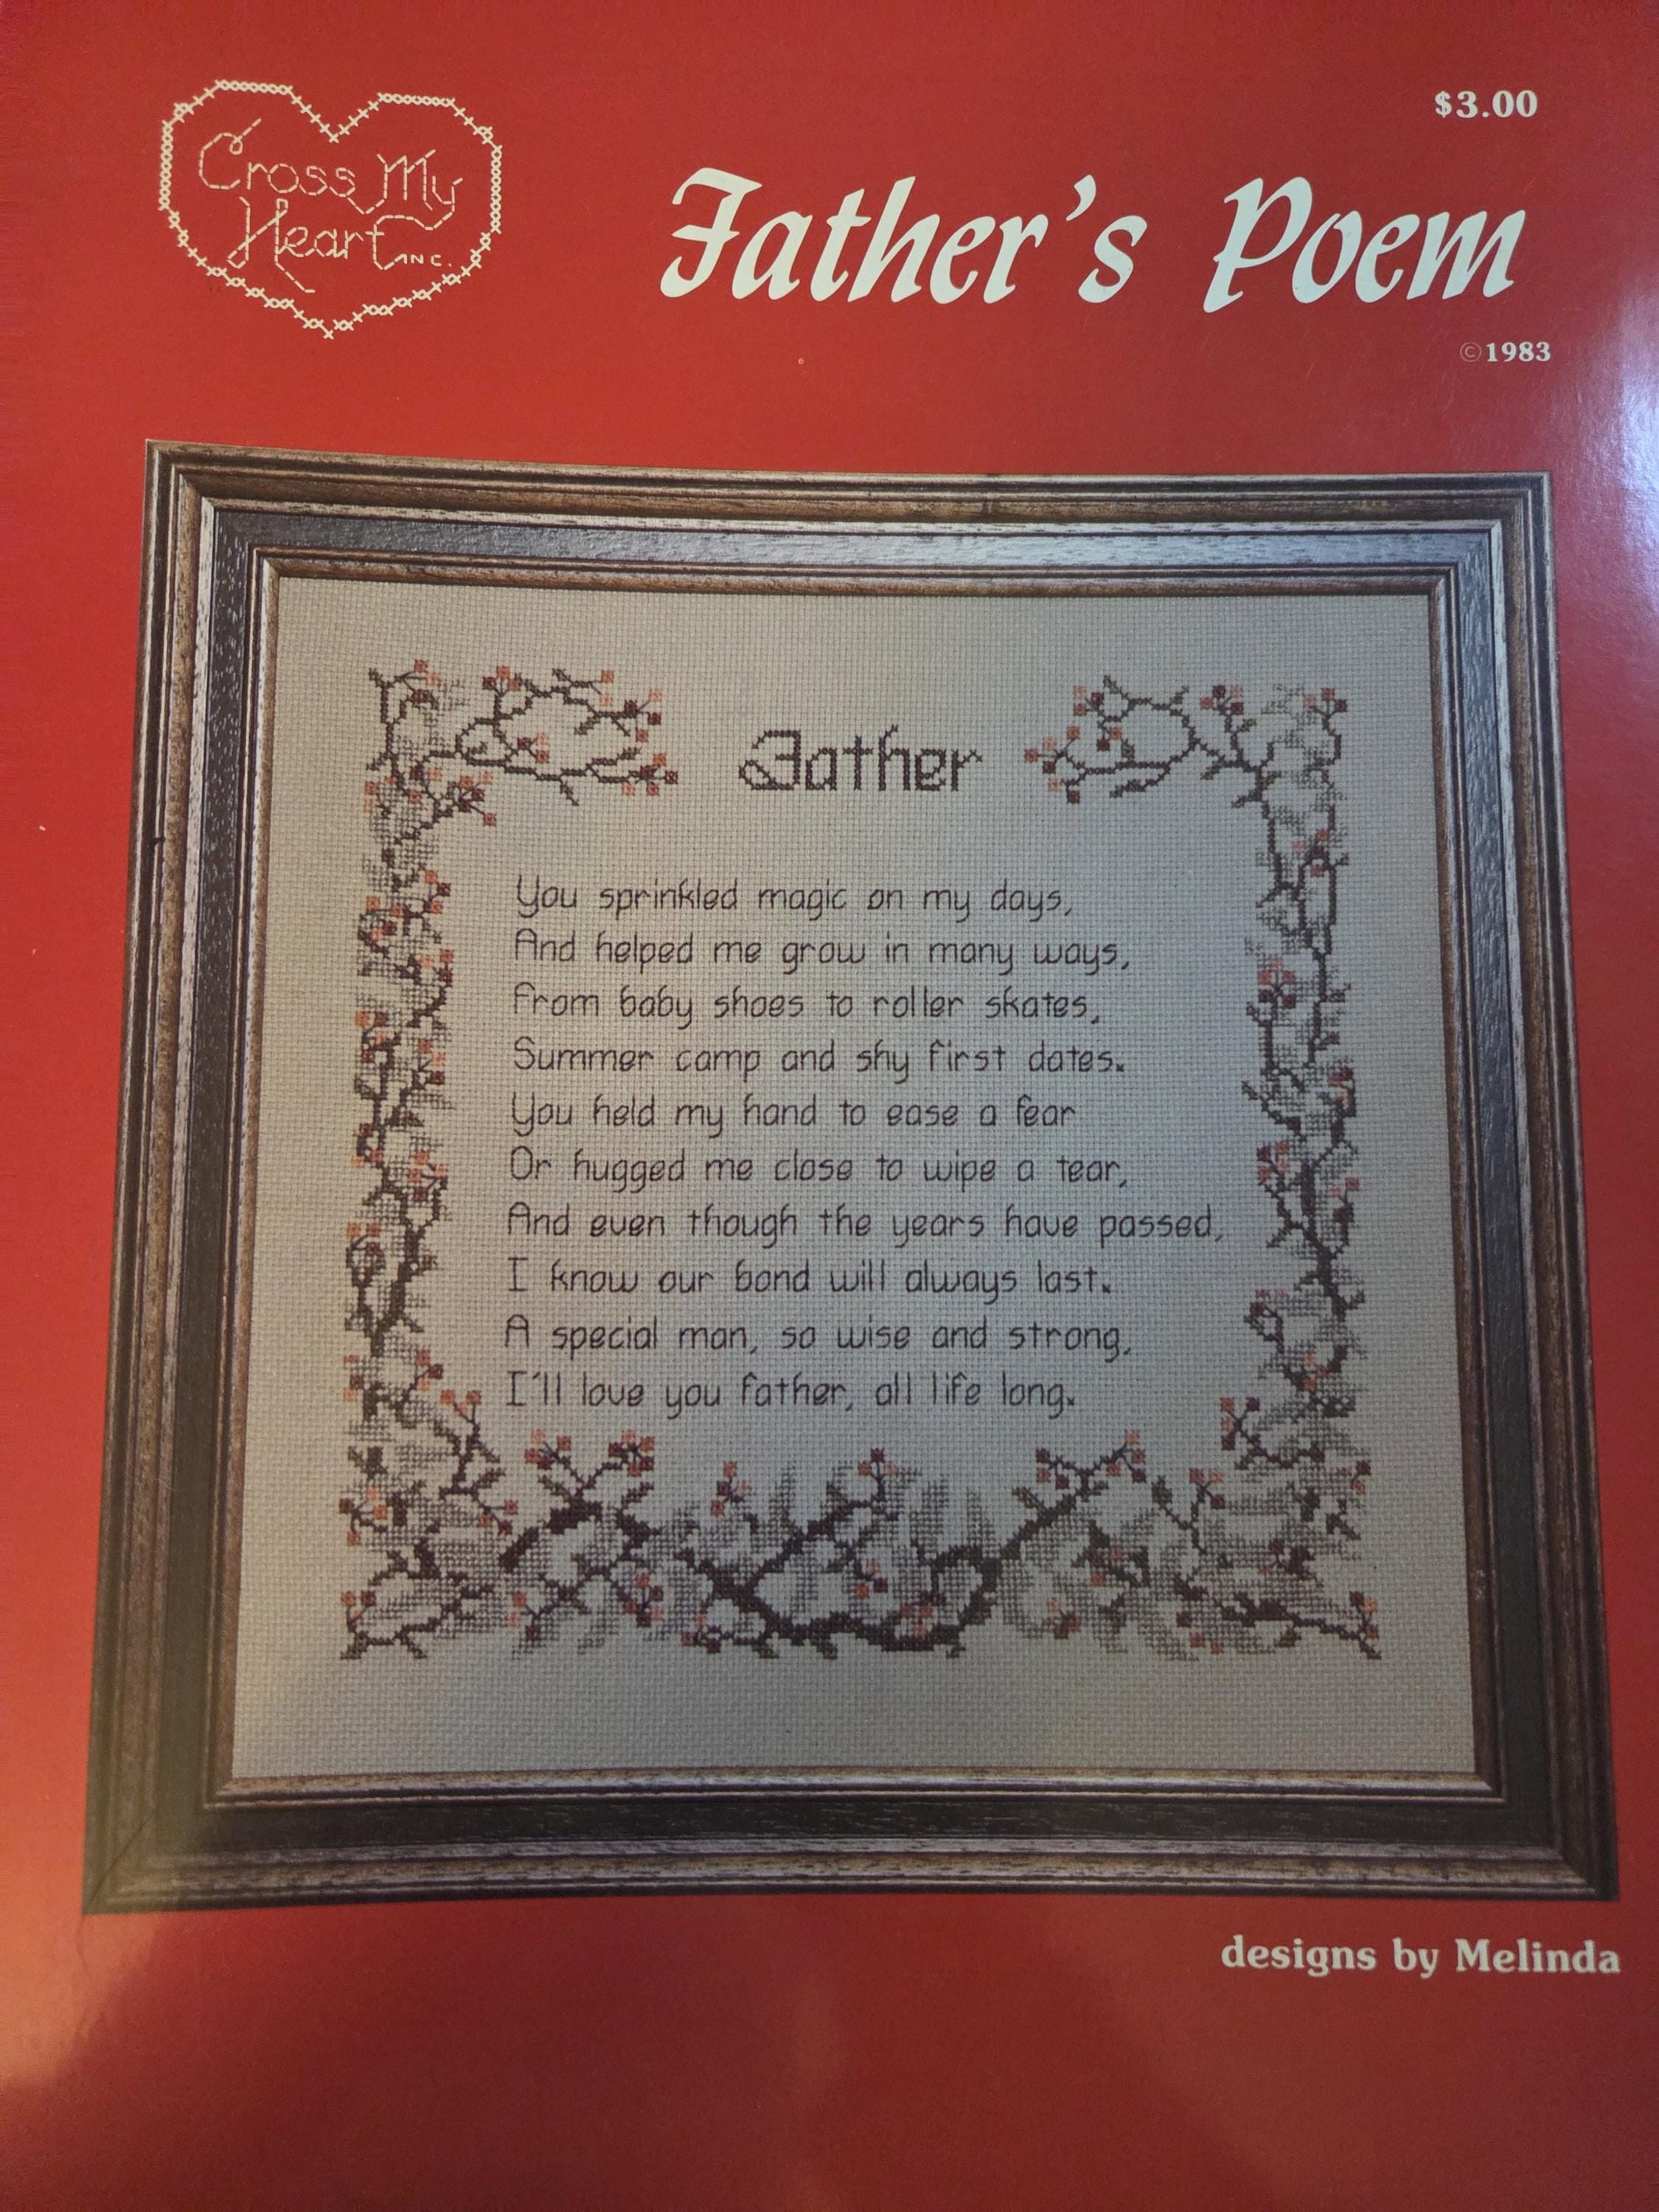 $3.00
Cross My
Heart INC.
Father's Poem
©1983
Father
You sprinkled magic on my days,
And helped me grow in many ways,
From baby shoes to roller skates,
Summer camp and shy first dates.
You held my hand to ease a fear
Or hugged me close to wipe a tear,
And even though the years have passed,
I know our bond will always last.
A special man, so wise and strong,
I'll love you father, all life long.
designs by Melinda